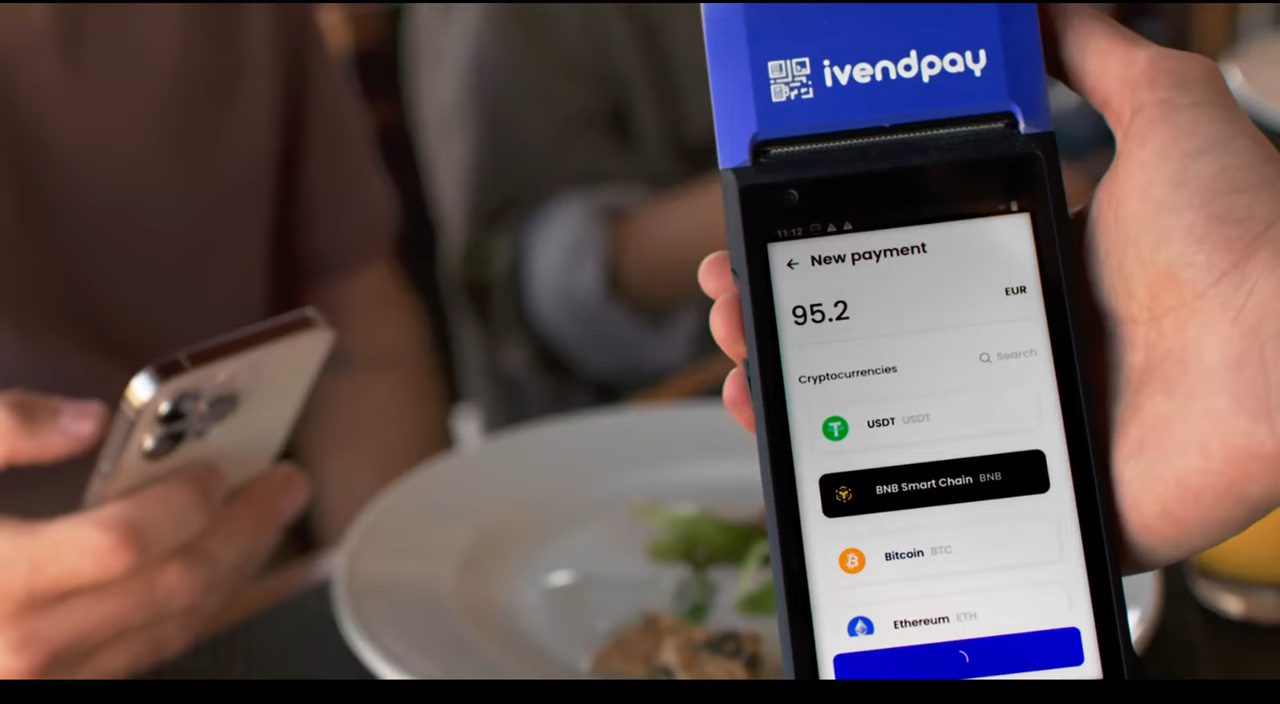 ivendpay
11:12
New payment
95.2 EUR
Cryptocurrencies Search
USDT USDT
BNB Smart Chain BNB
Bitcoin BTC
Ethereum ETH